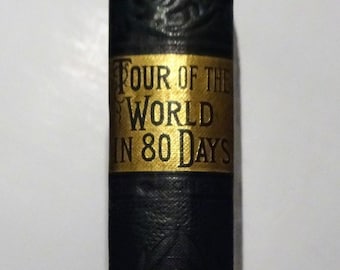 TOUR OF THE
WORLD
IN 80 DAYS